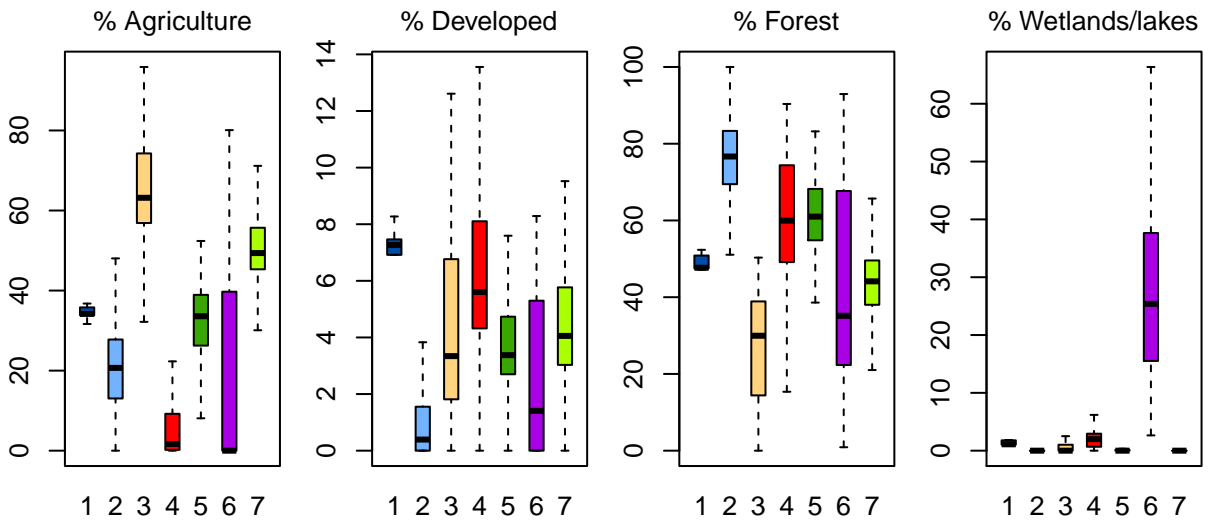 % Agriculture
0 20 40 60 80
1 2 3 4 5 6 7
% Developed
0 2 4 6 8 10 12 14
1 2 3 4 5 6 7
% Forest
0 20 40 60 80 100
1 2 3 4 5 6 7
% Wetlands/lakes
0 10 20 30 40 50 60
1 2 3 4 5 6 7